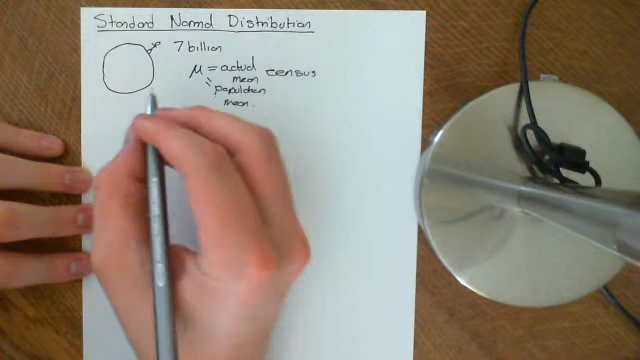 Standard Normal Distribution
7 billion
μ = actual mean census
= population mean.